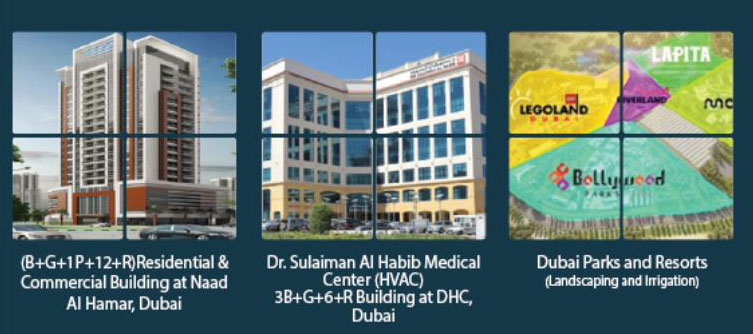 LAPITA
LEGOLAND
DUBAI
RIVERLAND
Bollywood
PARKS
(B+G+1P+12+R)Residential &
Commercial Building at Naad
Al Hamar, Dubai
Dr. Sulaiman Al Habib Medical
Center (HVAC)
3B+G+6+R Building at DHC,
Dubai
Dubai Parks and Resorts
(Landscaping and Irrigation)